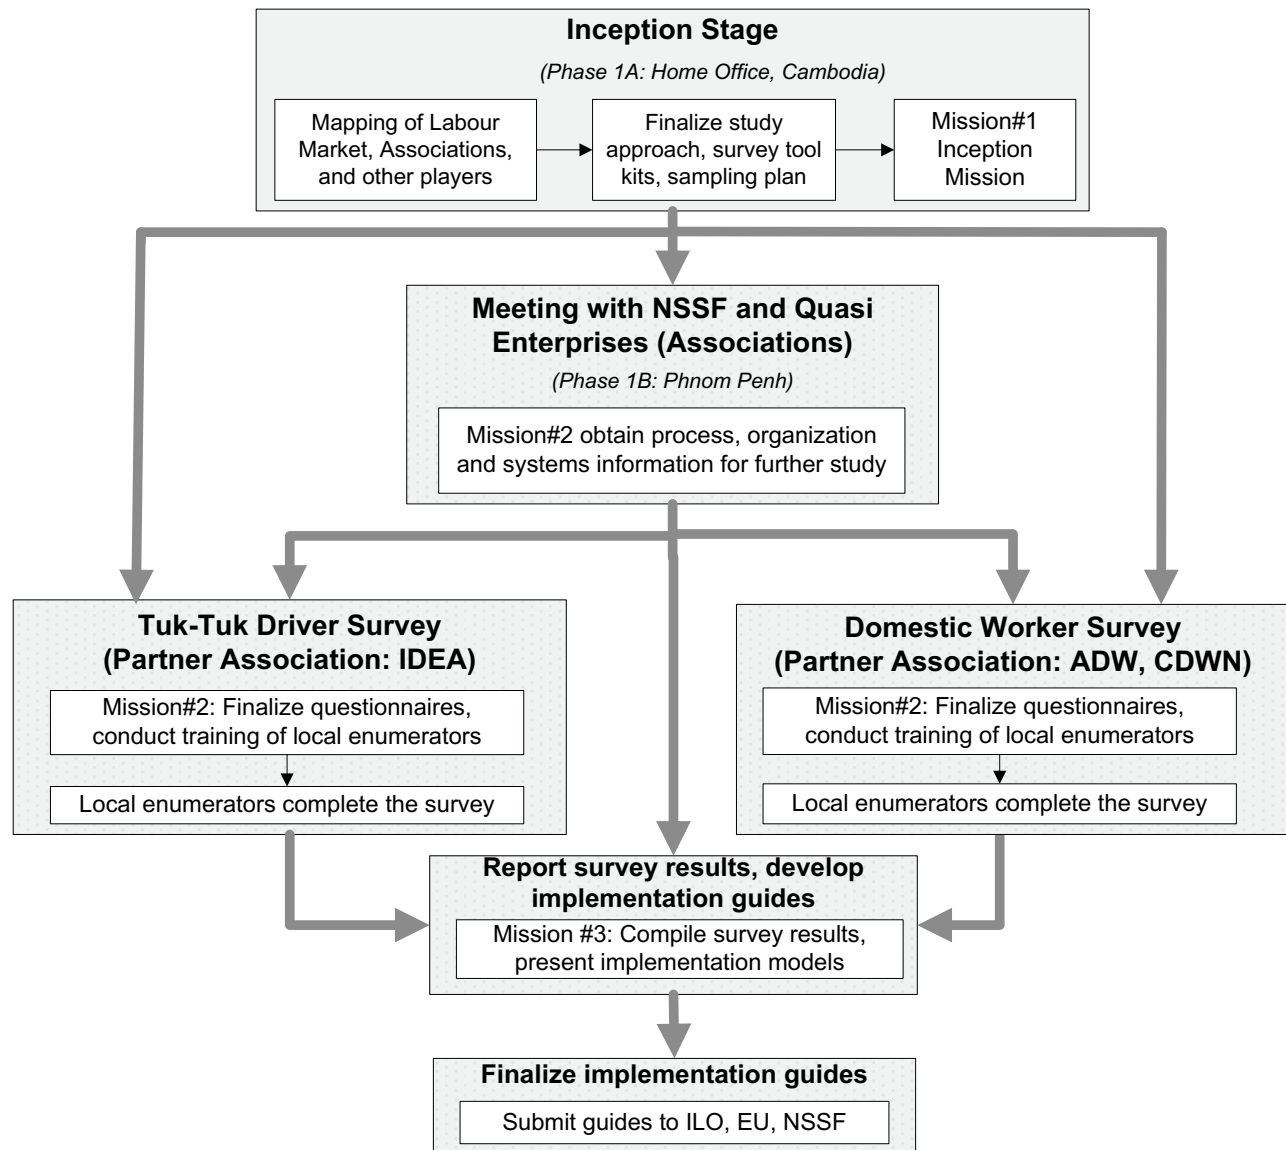 Inception Stage
(Phase 1A: Home Office, Cambodia)
Mapping of Labour
Market, Associations,
and other players
Finalize study
approach, survey tool
kits, sampling plan
Mission#1
Inception
Mission
Meeting with NSSF and Quasi
Enterprises (Associations)
(Phase 1B: Phnom Penh)
Mission#2 obtain process, organization
and systems information for further study
Tuk-Tuk Driver Survey
(Partner Association: IDEA)
Mission#2: Finalize questionnaires,
conduct training of local enumerators
Local enumerators complete the survey
Domestic Worker Survey
(Partner Association: ADW, CDWN)
Mission#2: Finalize questionnaires,
conduct training of local enumerators
Local enumerators complete the survey
Report survey results, develop
implementation guides
Mission #3: Compile survey results,
present implementation models
Finalize implementation guides
Submit guides to ILO, EU, NSSF